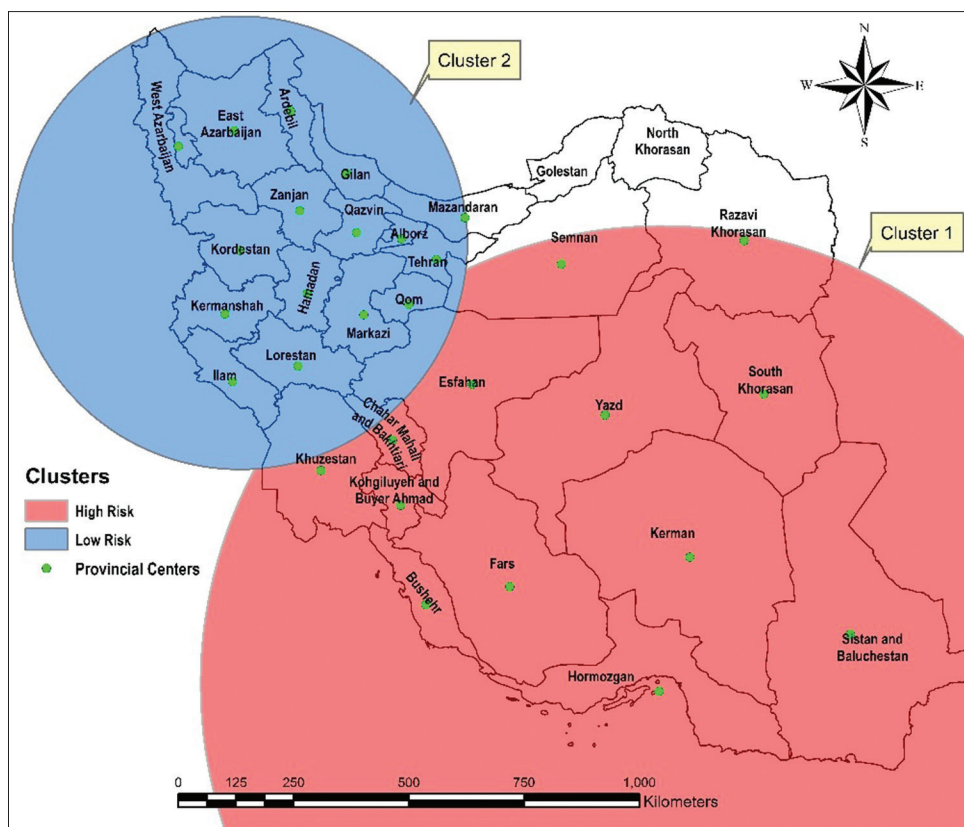 N
W
E
S
Cluster 2
Cluster 1
West Azarbaijan
East
Azarbaijan
Ardebil
Gilan
Zanjan
Qazvin
Alborz
Mazandaran
Golestan
North
Khorasan
Razavi
Khorasan
Semnan
Kordestan
Tehran
Hamadan
Qom
Kermanshah
Markazi
Lorestan
Ilam
Esfahan
Yazd
South
Khorasan
Chahar Mahall
and Bakhtiari
Khuzestan
Kohgiluyeh and
Buyer Ahmad
Kerman
Fars
Bushehr
Sistan and
Baluchestan
Hormozgan
Clusters
High Risk
Low Risk
Provincial Centers
0 125 250 500 750 1,000
Kilometers